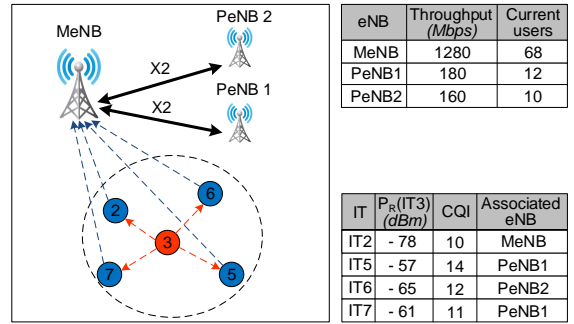 PeNB 2
MeNB
X2
PeNB 1
X2
6
2
3
7
5
eNB Throughput (Mbps) Current users
MeNB 1280 68
PeNB1 180 12
PeNB2 160 10
IT PR(IT3) (dBm) CQI Associated eNB
IT2 - 78 10 MeNB
IT5 - 57 14 PeNB1
IT6 - 65 12 PeNB2
IT7 - 61 11 PeNB1